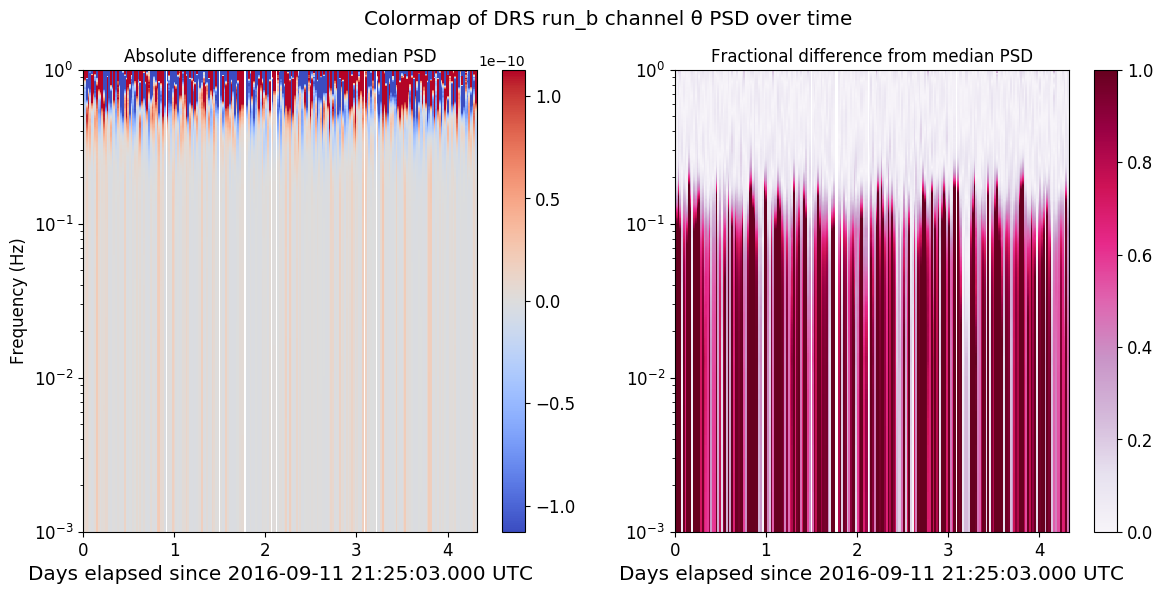 Colormap of DRS run_b channel θ PSD over time
Absolute difference from median PSD
1e−10
Frequency (Hz)
10⁰
10⁻¹
10⁻²
10⁻³
0 1 2 3 4
Days elapsed since 2016-09-11 21:25:03.000 UTC
1.0
0.5
0.0
−0.5
−1.0
Fractional difference from median PSD
10⁰
10⁻¹
10⁻²
10⁻³
0 1 2 3 4
Days elapsed since 2016-09-11 21:25:03.000 UTC
1.0
0.8
0.6
0.4
0.2
0.0